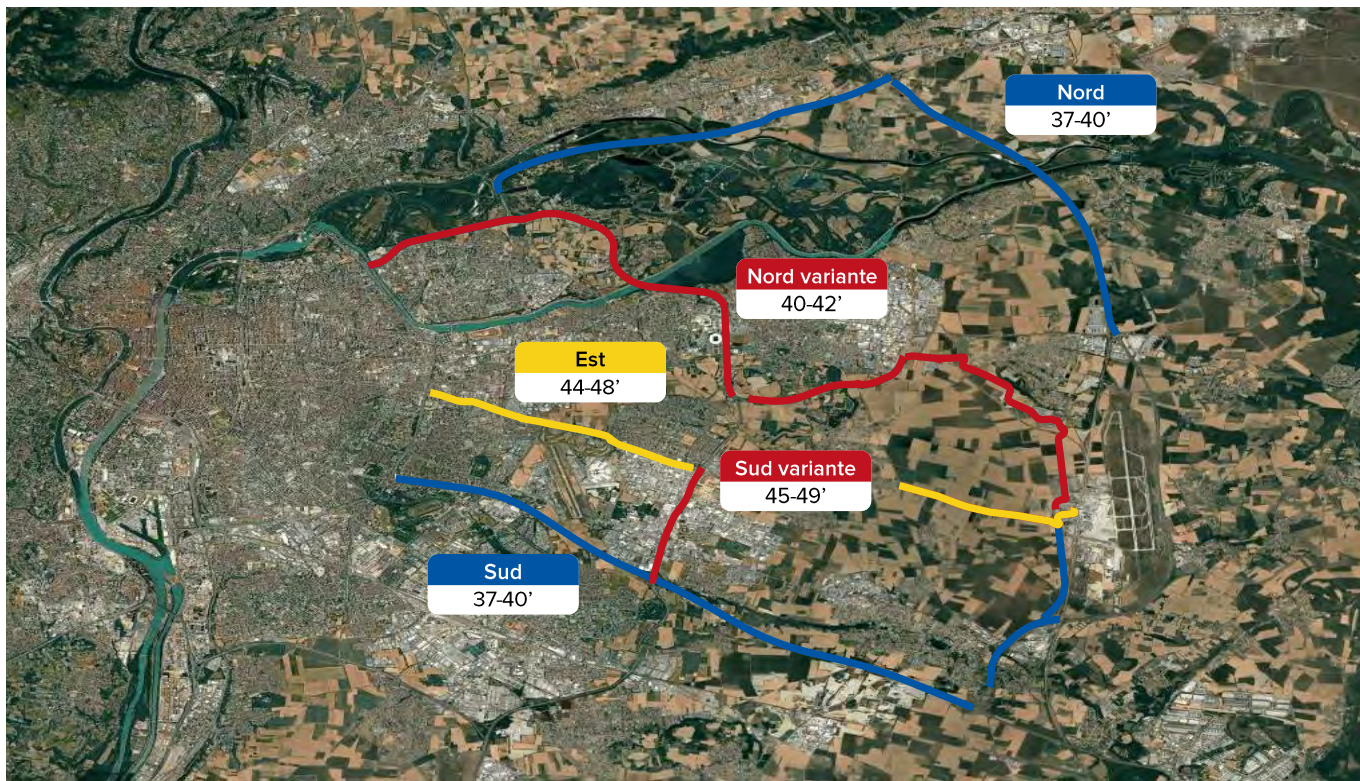 Nord
37-40’
Nord variante
40-42’
Est
44-48’
Sud variante
45-49’
Sud
37-40’